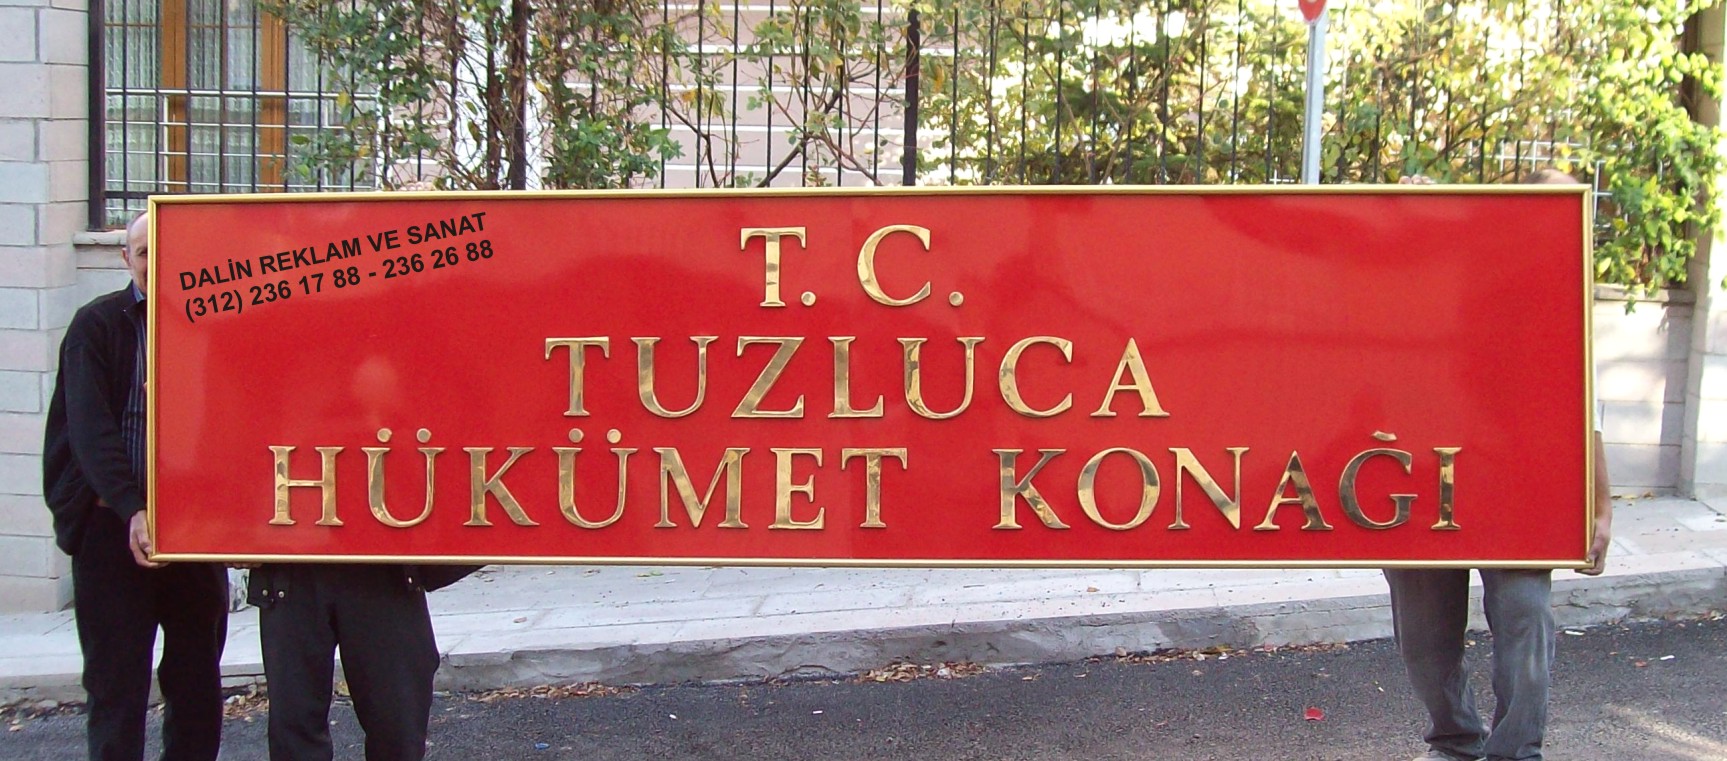 DALİN REKLAM VE SANAT
(312) 236 17 88 - 236 26 88
T. C.
TUZLUCA
HÜKÜMET KONAĞI